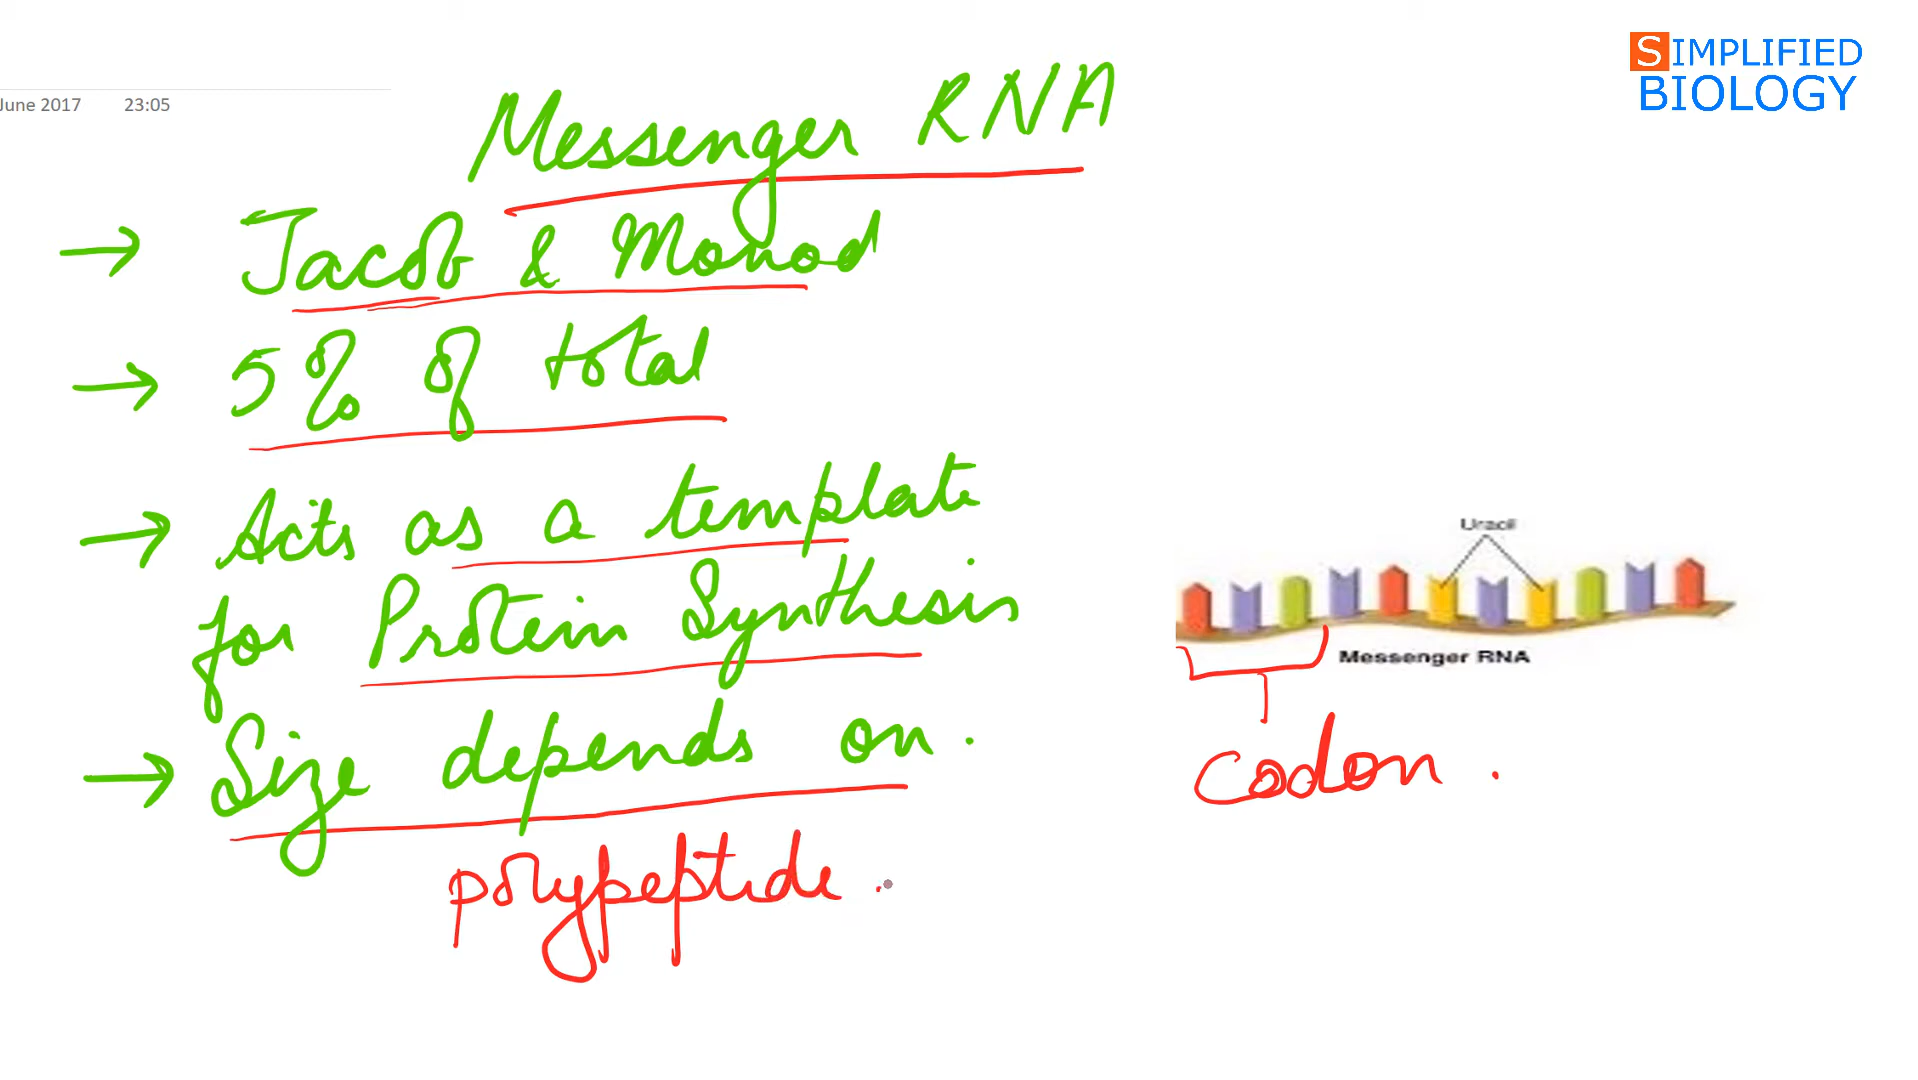 SIMPLIFIED
BIOLOGY
June 2017 23:05
Messenger RNA
→ Jacob & Monod
→ 5% of total
→ Acts as a template
for Protein Synthesis
→ Size depends on.
polypeptide.
Uracil
Messenger RNA
codon.